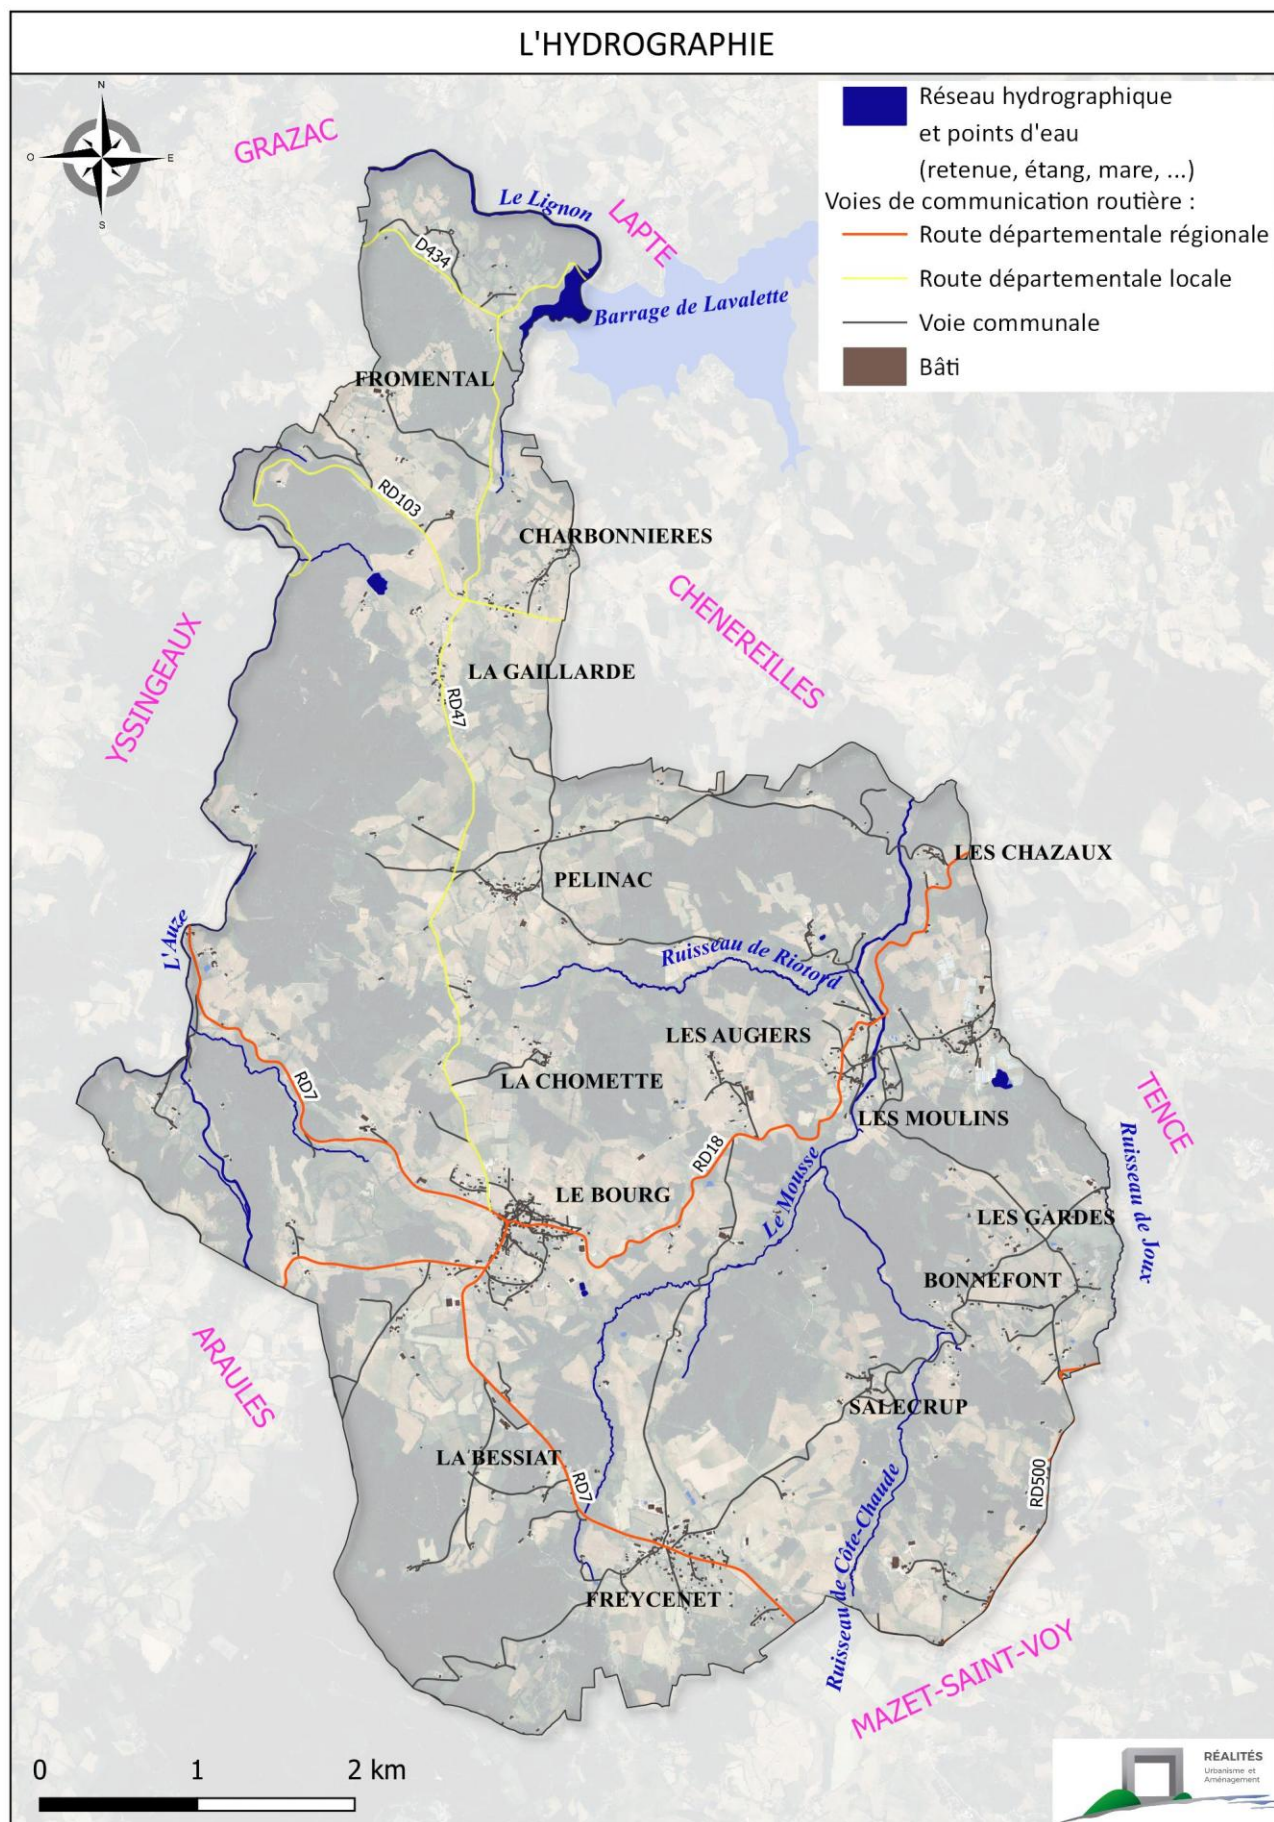 L'HYDROGRAPHIE
N
O
E
S
Réseau hydrographique
et points d'eau
(retenue, étang, mare, ...)
Voies de communication routière :
Route départementale régionale
Route départementale locale
Voie communale
Bâti
GRAZAC
Le Lignon
LAPTE
D434
Barrage de Lavalette
FROMENTAL
RD103
CHARBONNIERES
CHENEREILLES
YSSINGEAUX
LA GAILLARDE
RD47
LES CHAZAUX
PELINAC
L'Auze
Ruisseau de Riotord
LES AUGIERS
LA CHOMETTE
RD7
LES MOULINS
TENCE
RD18
Ruisseau de Joux
Le Mousse
LE BOURG
LES GARDES
BONNEFONT
ARAULES
SALECRUP
LA BESSIAT
RD7
RD500
Ruisseau de Côte-Chaude
FREYCENET
MAZET-SAINT-VOY
0 1 2 km
RÉALITÉS
Urbanisme et
Aménagement